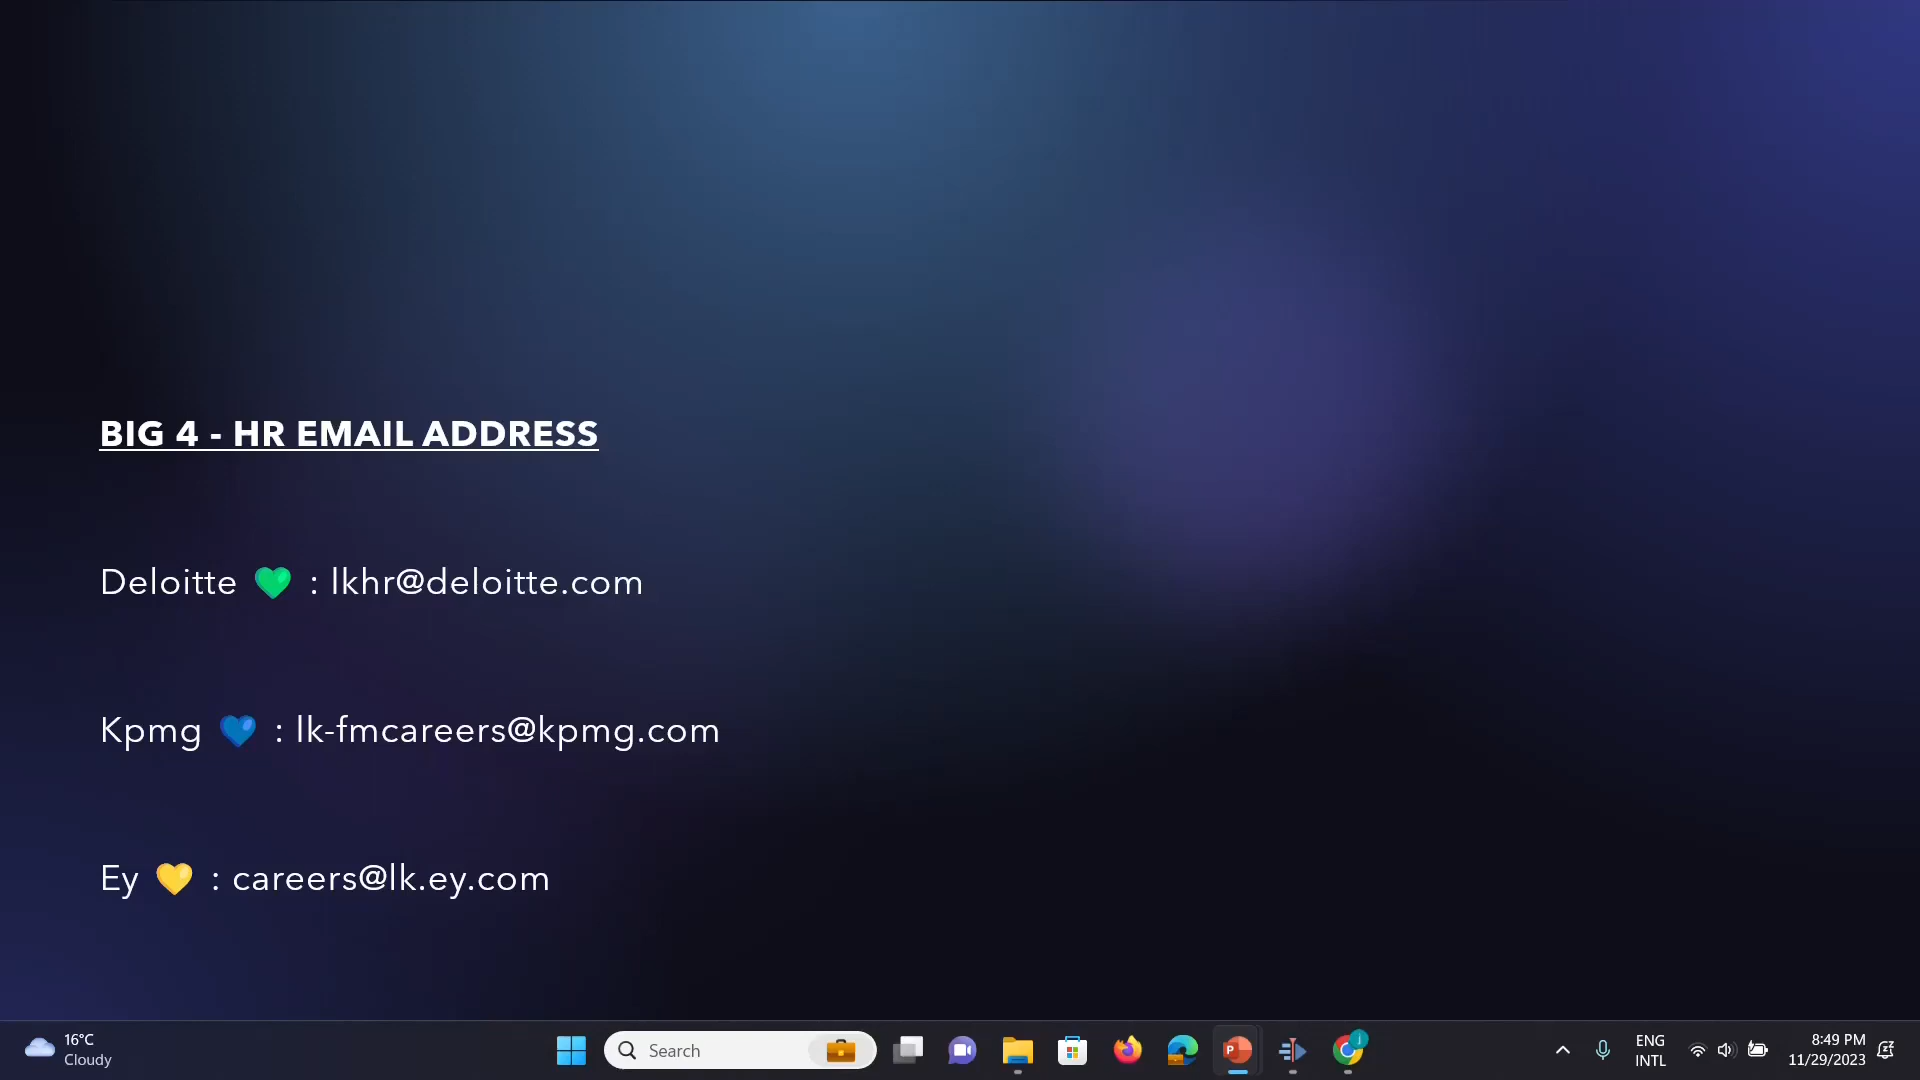 BIG 4 - HR EMAIL ADDRESS
Deloitte 💚 : lkhr@deloitte.com
Kpmg 💙 : lk-fmcareers@kpmg.com
Ey 💛 : careers@lk.ey.com
16°C
Cloudy
Search
ENG
INTL
8:49 PM
11/29/2023